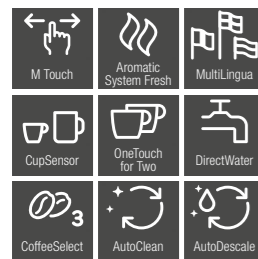 M Touch
Aromatic
System Fresh
MultiLingua
CupSensor
OneTouch
for Two
DirectWater
3
CoffeeSelect
AutoClean
AutoDescale